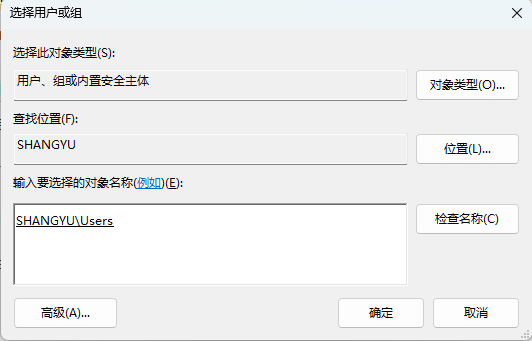 选择用户或组
选择此对象类型(S):
用户、组或内置安全主体
对象类型(O)...
查找位置(F):
SHANGYU
位置(L)...
输入要选择的对象名称(例如)(E):
SHANGYU\Users
检查名称(C)
高级(A)...
确定
取消